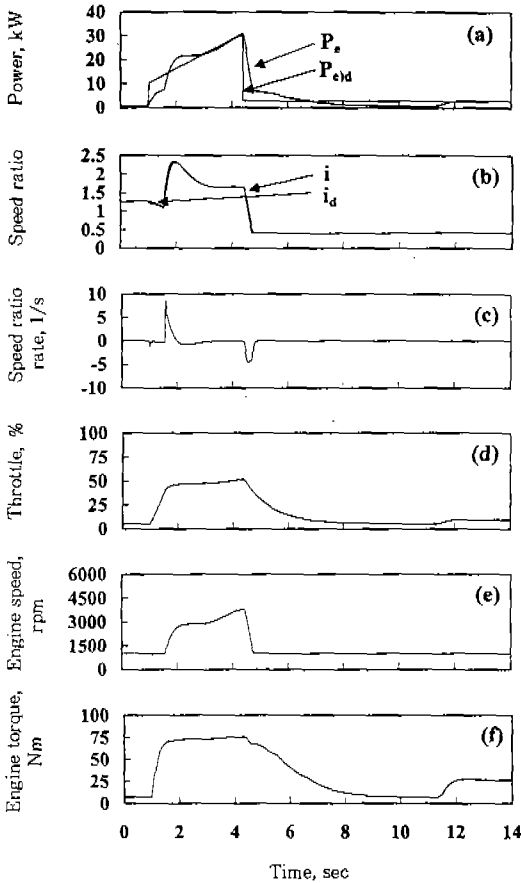 Power, kW
40
30
20
10
0
(a)
P_e
P_e)d
Speed ratio
2.5
2
1.5
1
0.5
0
(b)
i
i_d
Speed ratio
rate, 1/s
10
5
0
-5
-10
(c)
Throttle, %
100
75
50
25
0
(d)
Engine speed,
rpm
6000
4500
3000
1500
0
(e)
Engine torque,
Nm
100
75
50
25
0
(f)
0 2 4 6 8 10 12 14
Time, sec